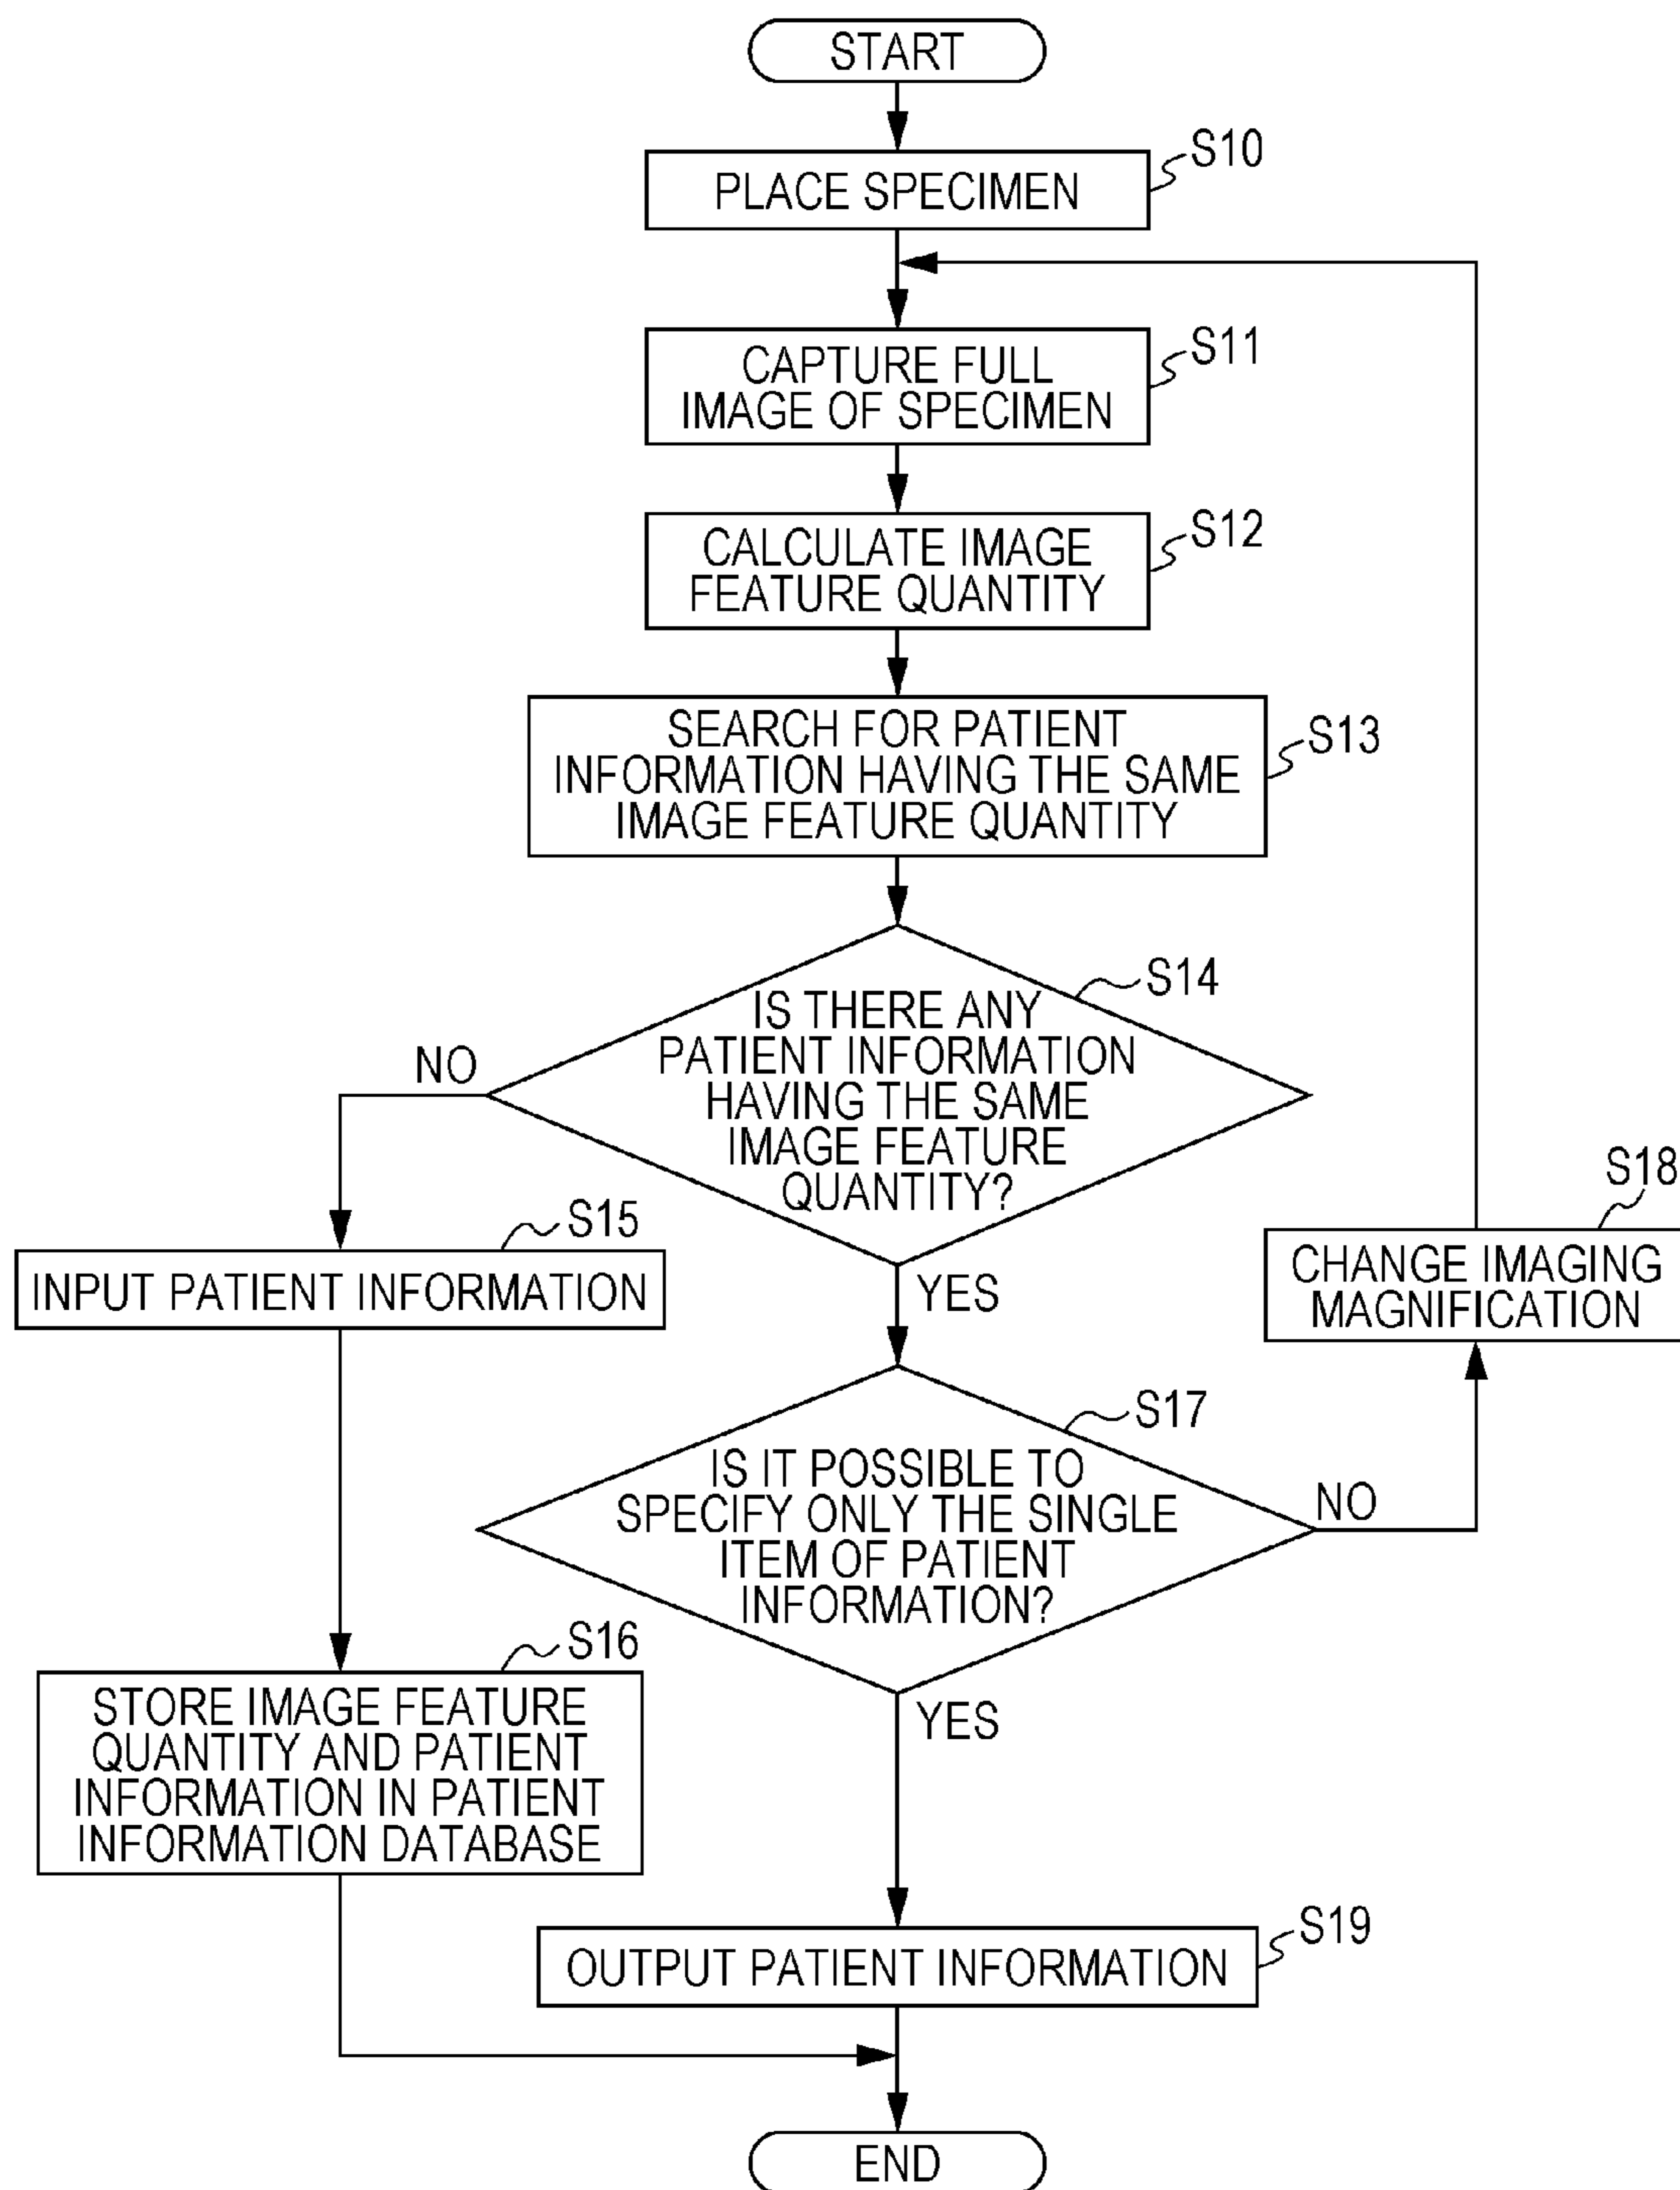 START
S10
PLACE SPECIMEN
S11
CAPTURE FULL
IMAGE OF SPECIMEN
S12
CALCULATE IMAGE
FEATURE QUANTITY
S13
SEARCH FOR PATIENT
INFORMATION HAVING THE SAME
IMAGE FEATURE QUANTITY
S14
IS THERE ANY
PATIENT INFORMATION
HAVING THE SAME
IMAGE FEATURE
QUANTITY?
NO
YES
S15
INPUT PATIENT INFORMATION
S18
CHANGE IMAGING
MAGNIFICATION
S17
IS IT POSSIBLE TO
SPECIFY ONLY THE SINGLE
ITEM OF PATIENT
INFORMATION?
NO
YES
S16
STORE IMAGE FEATURE
QUANTITY AND PATIENT
INFORMATION IN PATIENT
INFORMATION DATABASE
S19
OUTPUT PATIENT INFORMATION
END